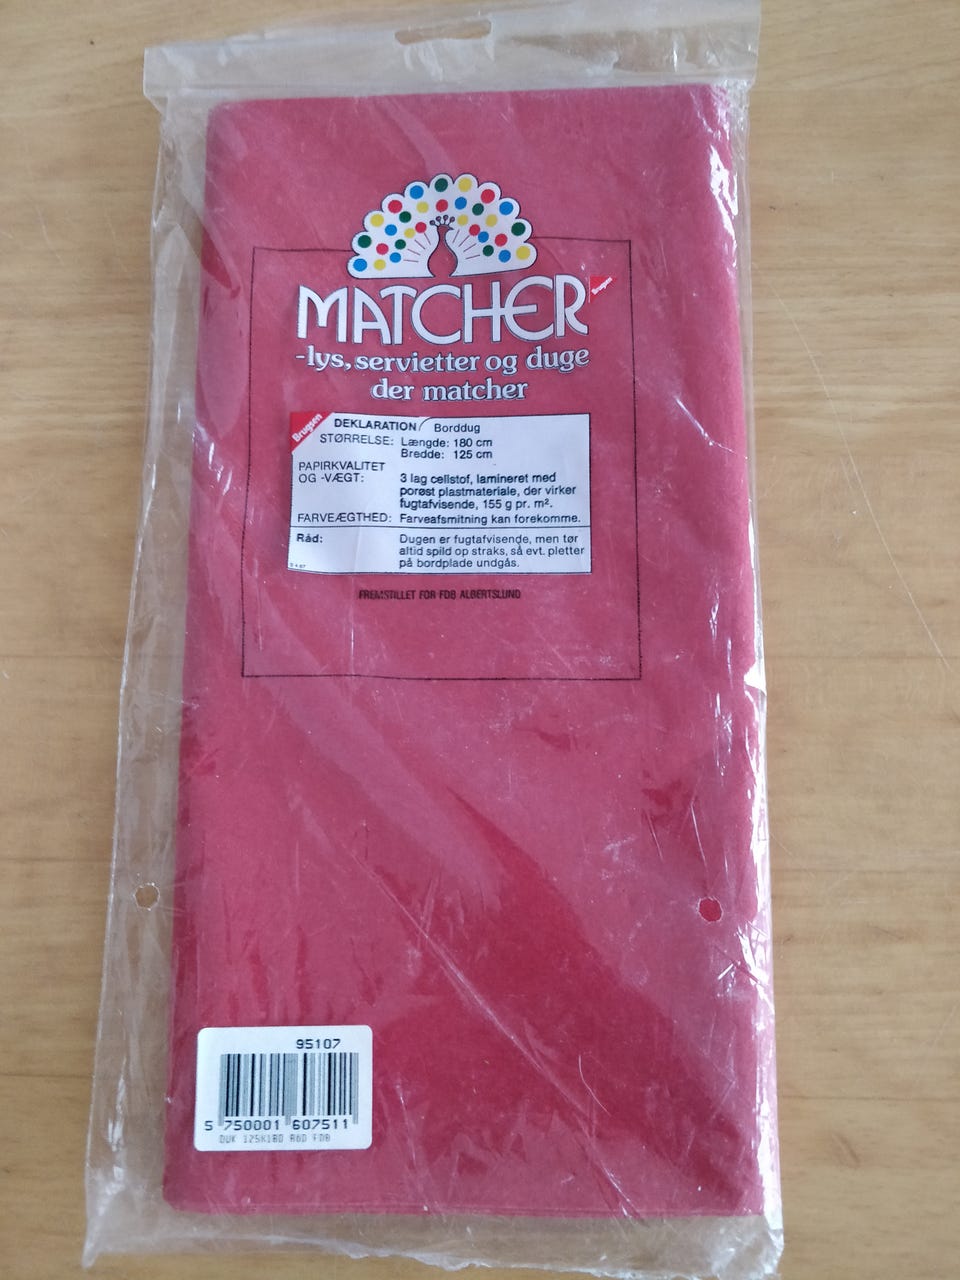 MATCHER
Brugsen
-lys, servietter og duge
der matcher
Brugsen
DEKLARATION Borddug
STØRRELSE: Længde: 180 cm
Bredde: 125 cm
PAPIRKVALITET
OG -VÆGT: 3 lag cellstof, lamineret med
porøst plastmateriale, der virker
fugtafvisende, 155 g pr. m².
FARVEÆGTHED: Farveafsmitning kan forekomme.
Råd: Dugen er fugtafvisende, men tør
altid spild op straks, så evt. pletter
på bordplade undgås.
FREMSTILLET FOR FDB ALBERTSLUND
95107
5 750001 607511
DUK 125X180 RØD FDB